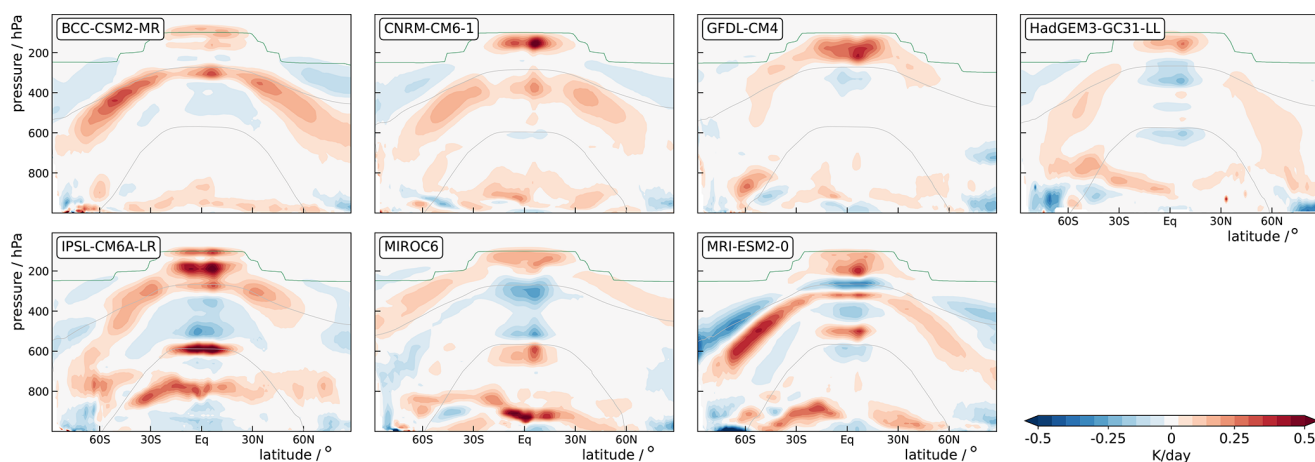 BCC-CSM2-MR
CNRM-CM6-1
GFDL-CM4
HadGEM3-GC31-LL
pressure / hPa
200
400
600
800
60S 30S Eq 30N 60N
latitude / °
IPSL-CM6A-LR
MIROC6
MRI-ESM2-0
pressure / hPa
200
400
600
800
60S 30S Eq 30N 60N
latitude / °
60S 30S Eq 30N 60N
latitude / °
60S 30S Eq 30N 60N
latitude / °
-0.5 -0.25 0 0.25 0.5
K/day